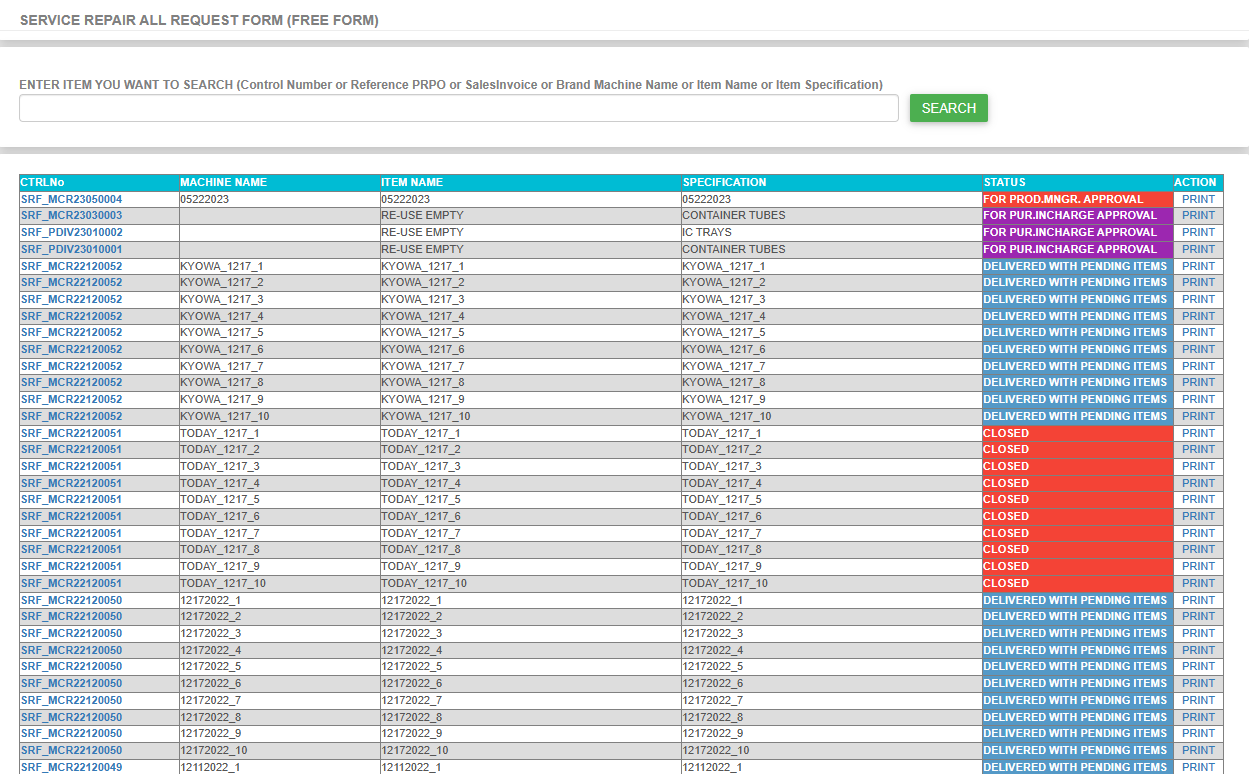 SERVICE REPAIR ALL REQUEST FORM (FREE FORM)
ENTER ITEM YOU WANT TO SEARCH (Control Number or Reference PRPO or SalesInvoice or Brand Machine Name or Item Name or Item Specification)
SEARCH
CTRLNo MACHINE NAME ITEM NAME SPECIFICATION STATUS ACTION
SRF_MCR23050004 05222023 05222023 05222023 FOR PROD.MNGR. APPROVAL PRINT
SRF_MCR23030003 RE-USE EMPTY CONTAINER TUBES FOR PUR.INCHARGE APPROVAL PRINT
SRF_PDIV23010002 RE-USE EMPTY IC TRAYS FOR PUR.INCHARGE APPROVAL PRINT
SRF_PDIV23010001 RE-USE EMPTY CONTAINER TUBES FOR PUR.INCHARGE APPROVAL PRINT
SRF_MCR22120052 KYOWA_1217_1 KYOWA_1217_1 KYOWA_1217_1 DELIVERED WITH PENDING ITEMS PRINT
SRF_MCR22120052 KYOWA_1217_2 KYOWA_1217_2 KYOWA_1217_2 DELIVERED WITH PENDING ITEMS PRINT
SRF_MCR22120052 KYOWA_1217_3 KYOWA_1217_3 KYOWA_1217_3 DELIVERED WITH PENDING ITEMS PRINT
SRF_MCR22120052 KYOWA_1217_4 KYOWA_1217_4 KYOWA_1217_4 DELIVERED WITH PENDING ITEMS PRINT
SRF_MCR22120052 KYOWA_1217_5 KYOWA_1217_5 KYOWA_1217_5 DELIVERED WITH PENDING ITEMS PRINT
SRF_MCR22120052 KYOWA_1217_6 KYOWA_1217_6 KYOWA_1217_6 DELIVERED WITH PENDING ITEMS PRINT
SRF_MCR22120052 KYOWA_1217_7 KYOWA_1217_7 KYOWA_1217_7 DELIVERED WITH PENDING ITEMS PRINT
SRF_MCR22120052 KYOWA_1217_8 KYOWA_1217_8 KYOWA_1217_8 DELIVERED WITH PENDING ITEMS PRINT
SRF_MCR22120052 KYOWA_1217_9 KYOWA_1217_9 KYOWA_1217_9 DELIVERED WITH PENDING ITEMS PRINT
SRF_MCR22120052 KYOWA_1217_10 KYOWA_1217_10 KYOWA_1217_10 DELIVERED WITH PENDING ITEMS PRINT
SRF_MCR22120051 TODAY_1217_1 TODAY_1217_1 TODAY_1217_1 CLOSED PRINT
SRF_MCR22120051 TODAY_1217_2 TODAY_1217_2 TODAY_1217_2 CLOSED PRINT
SRF_MCR22120051 TODAY_1217_3 TODAY_1217_3 TODAY_1217_3 CLOSED PRINT
SRF_MCR22120051 TODAY_1217_4 TODAY_1217_4 TODAY_1217_4 CLOSED PRINT
SRF_MCR22120051 TODAY_1217_5 TODAY_1217_5 TODAY_1217_5 CLOSED PRINT
SRF_MCR22120051 TODAY_1217_6 TODAY_1217_6 TODAY_1217_6 CLOSED PRINT
SRF_MCR22120051 TODAY_1217_7 TODAY_1217_7 TODAY_1217_7 CLOSED PRINT
SRF_MCR22120051 TODAY_1217_8 TODAY_1217_8 TODAY_1217_8 CLOSED PRINT
SRF_MCR22120051 TODAY_1217_9 TODAY_1217_9 TODAY_1217_9 CLOSED PRINT
SRF_MCR22120051 TODAY_1217_10 TODAY_1217_10 TODAY_1217_10 CLOSED PRINT
SRF_MCR22120050 12172022_1 12172022_1 12172022_1 DELIVERED WITH PENDING ITEMS PRINT
SRF_MCR22120050 12172022_2 12172022_2 12172022_2 DELIVERED WITH PENDING ITEMS PRINT
SRF_MCR22120050 12172022_3 12172022_3 12172022_3 DELIVERED WITH PENDING ITEMS PRINT
SRF_MCR22120050 12172022_4 12172022_4 12172022_4 DELIVERED WITH PENDING ITEMS PRINT
SRF_MCR22120050 12172022_5 12172022_5 12172022_5 DELIVERED WITH PENDING ITEMS PRINT
SRF_MCR22120050 12172022_6 12172022_6 12172022_6 DELIVERED WITH PENDING ITEMS PRINT
SRF_MCR22120050 12172022_7 12172022_7 12172022_7 DELIVERED WITH PENDING ITEMS PRINT
SRF_MCR22120050 12172022_8 12172022_8 12172022_8 DELIVERED WITH PENDING ITEMS PRINT
SRF_MCR22120050 12172022_9 12172022_9 12172022_9 DELIVERED WITH PENDING ITEMS PRINT
SRF_MCR22120050 12172022_10 12172022_10 12172022_10 DELIVERED WITH PENDING ITEMS PRINT
SRF_MCR22120049 12112022_1 12112022_1 12112022_1 DELIVERED WITH PENDING ITEMS PRINT